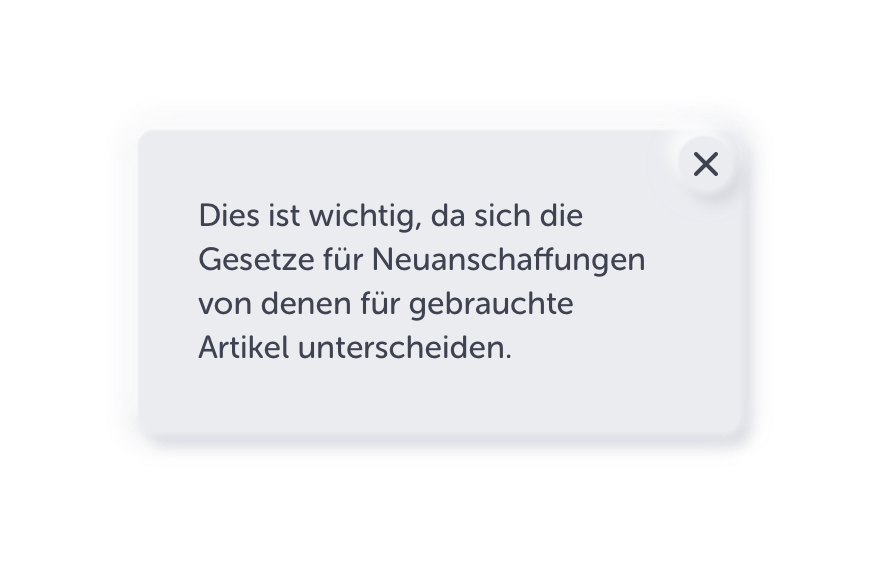 Dies ist wichtig, da sich die
Gesetze für Neuanschaffungen
von denen für gebrauchte
Artikel unterscheiden.